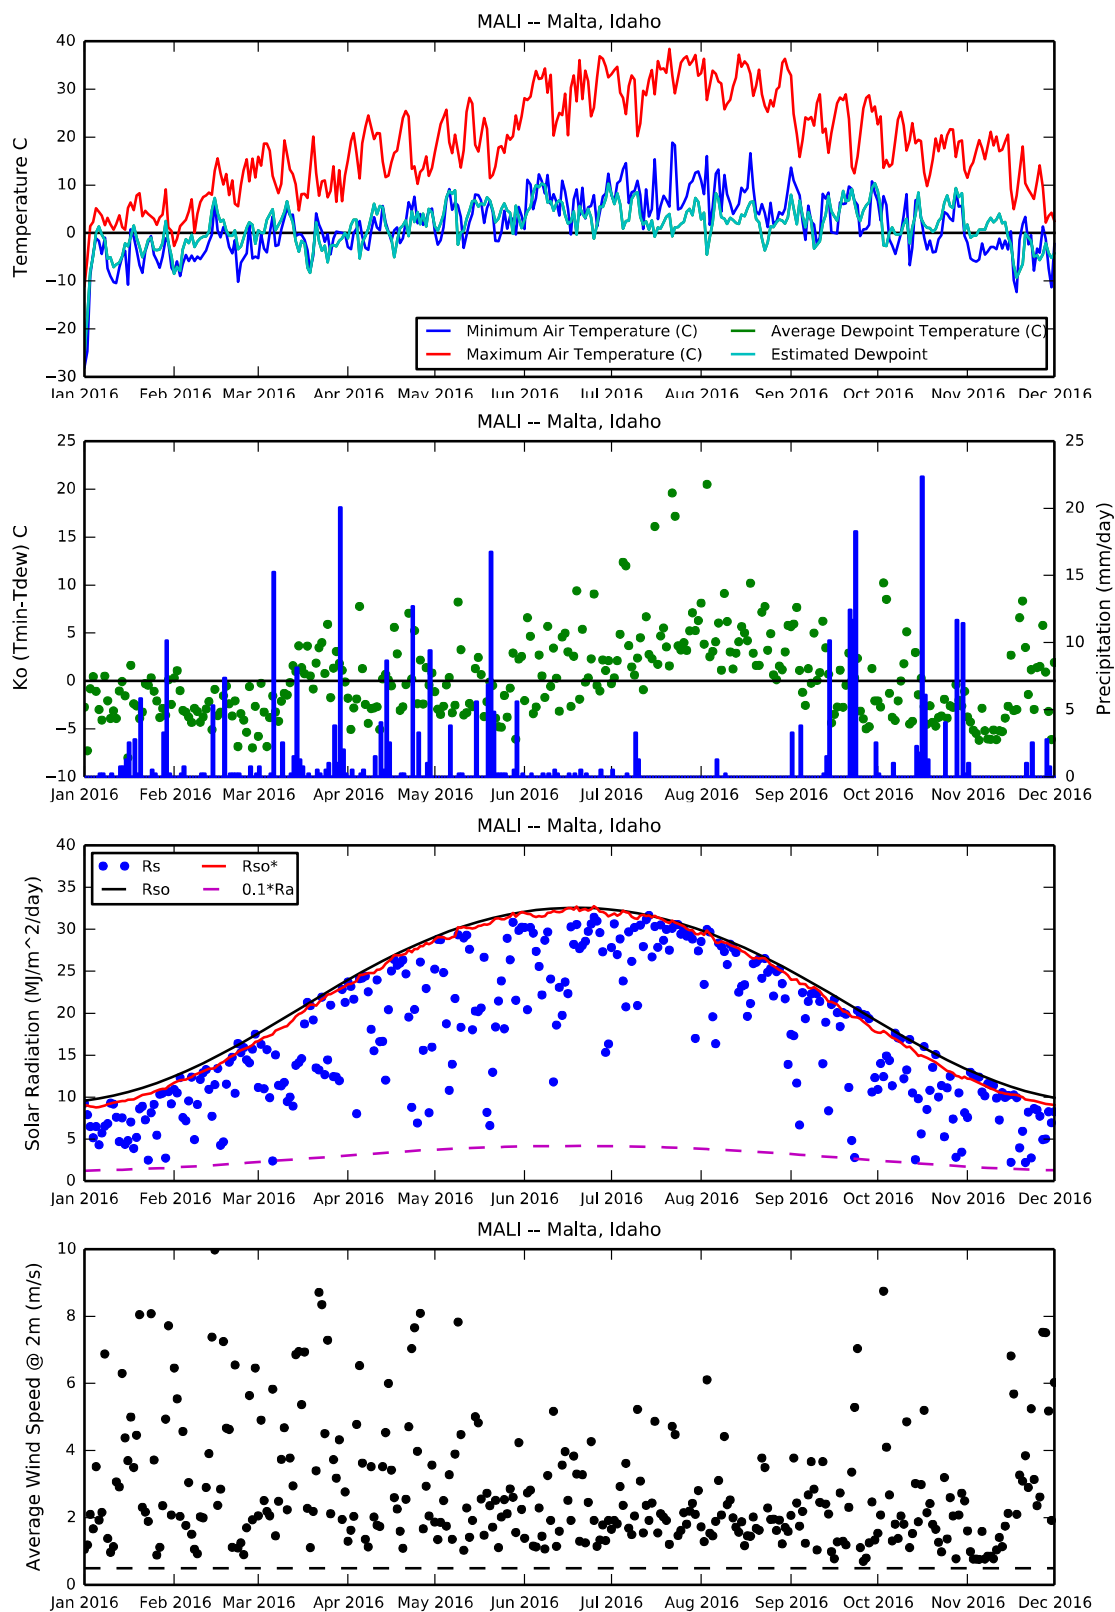 MALI -- Malta, Idaho
Temperature C
40
30
20
10
0
−10
−20
−30
Minimum Air Temperature (C)
Maximum Air Temperature (C)
Average Dewpoint Temperature (C)
Estimated Dewpoint
Jan 2016 Feb 2016 Mar 2016 Apr 2016 May 2016 Jun 2016 Jul 2016 Aug 2016 Sep 2016 Oct 2016 Nov 2016 Dec 2016
MALI -- Malta, Idaho
Ko (Tmin-Tdew) C
25
20
15
10
5
0
−5
−10
Precipitation (mm/day)
25
20
15
10
5
0
Jan 2016 Feb 2016 Mar 2016 Apr 2016 May 2016 Jun 2016 Jul 2016 Aug 2016 Sep 2016 Oct 2016 Nov 2016 Dec 2016
MALI -- Malta, Idaho
Solar Radiation (MJ/m^2/day)
40
35
30
25
20
15
10
5
0
Rs
Rso
Rso*
0.1*Ra
Jan 2016 Feb 2016 Mar 2016 Apr 2016 May 2016 Jun 2016 Jul 2016 Aug 2016 Sep 2016 Oct 2016 Nov 2016 Dec 2016
MALI -- Malta, Idaho
Average Wind Speed @ 2m (m/s)
10
8
6
4
2
0
Jan 2016 Feb 2016 Mar 2016 Apr 2016 May 2016 Jun 2016 Jul 2016 Aug 2016 Sep 2016 Oct 2016 Nov 2016 Dec 2016